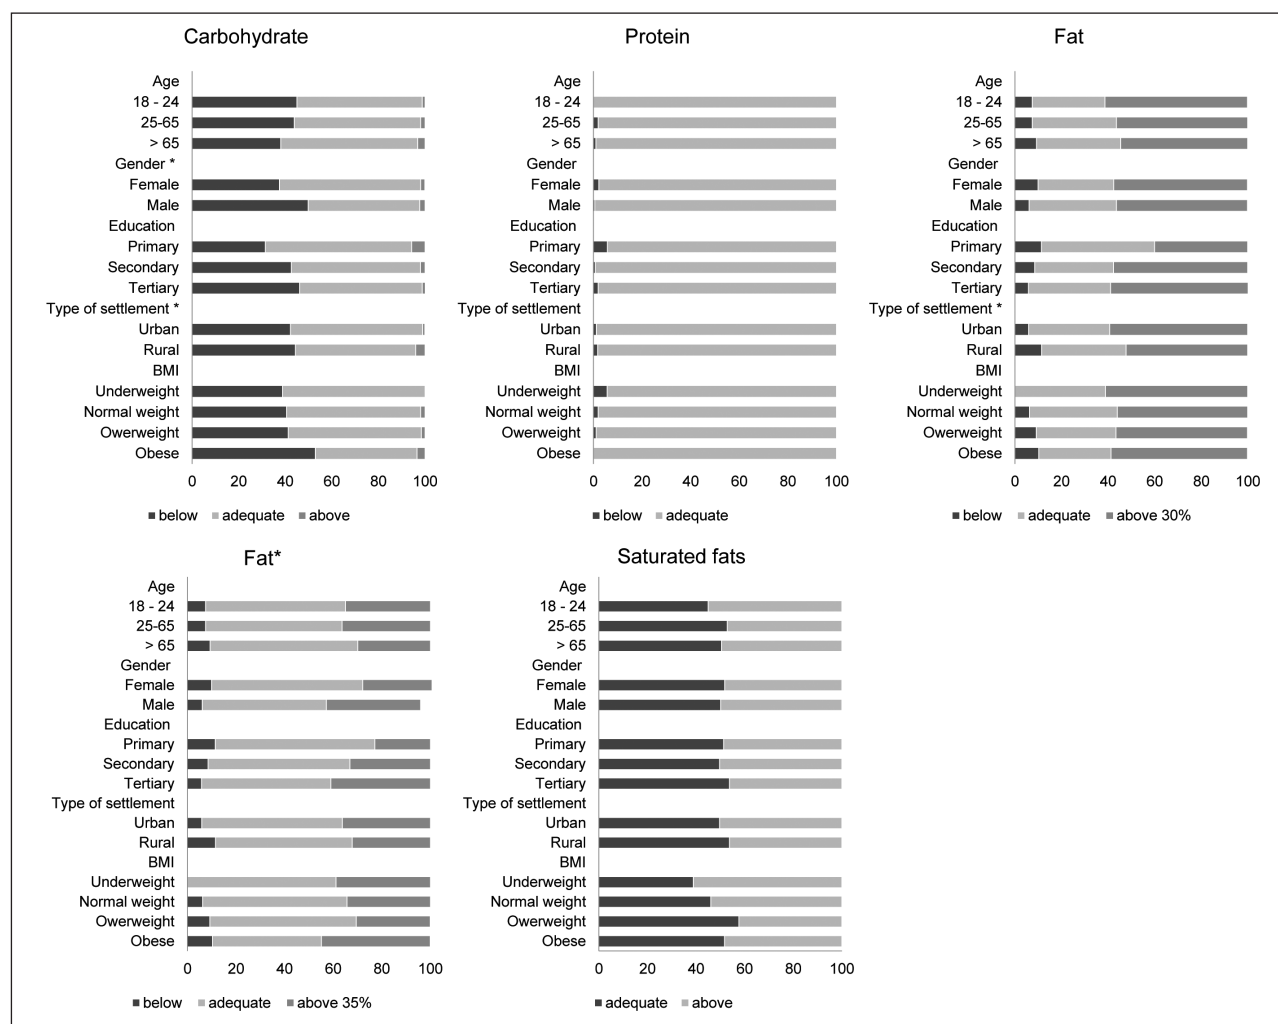 Carbohydrate
Age
18 - 24
25-65
> 65
Gender *
Female
Male
Education
Primary
Secondary
Tertiary
Type of settlement *
Urban
Rural
BMI
Underweight
Normal weight
Owerweight
Obese
0 20 40 60 80 100
below adequate above
Protein
Age
18 - 24
25-65
> 65
Gender
Female
Male
Education
Primary
Secondary
Tertiary
Type of settlement
Urban
Rural
BMI
Underweight
Normal weight
Owerweight
Obese
0 20 40 60 80 100
below adequate
Fat
Age
18 - 24
25-65
> 65
Gender
Female
Male
Education
Primary
Secondary
Tertiary
Type of settlement *
Urban
Rural
BMI
Underweight
Normal weight
Owerweight
Obese
0 20 40 60 80 100
below adequate above 30%
Fat*
Age
18 - 24
25-65
> 65
Gender
Female
Male
Education
Primary
Secondary
Tertiary
Type of settlement
Urban
Rural
BMI
Underweight
Normal weight
Owerweight
Obese
0 20 40 60 80 100
below adequate above 35%
Saturated fats
Age
18 - 24
25-65
> 65
Gender
Female
Male
Education
Primary
Secondary
Tertiary
Type of settlement
Urban
Rural
BMI
Underweight
Normal weight
Owerweight
Obese
0 20 40 60 80 100
adequate above